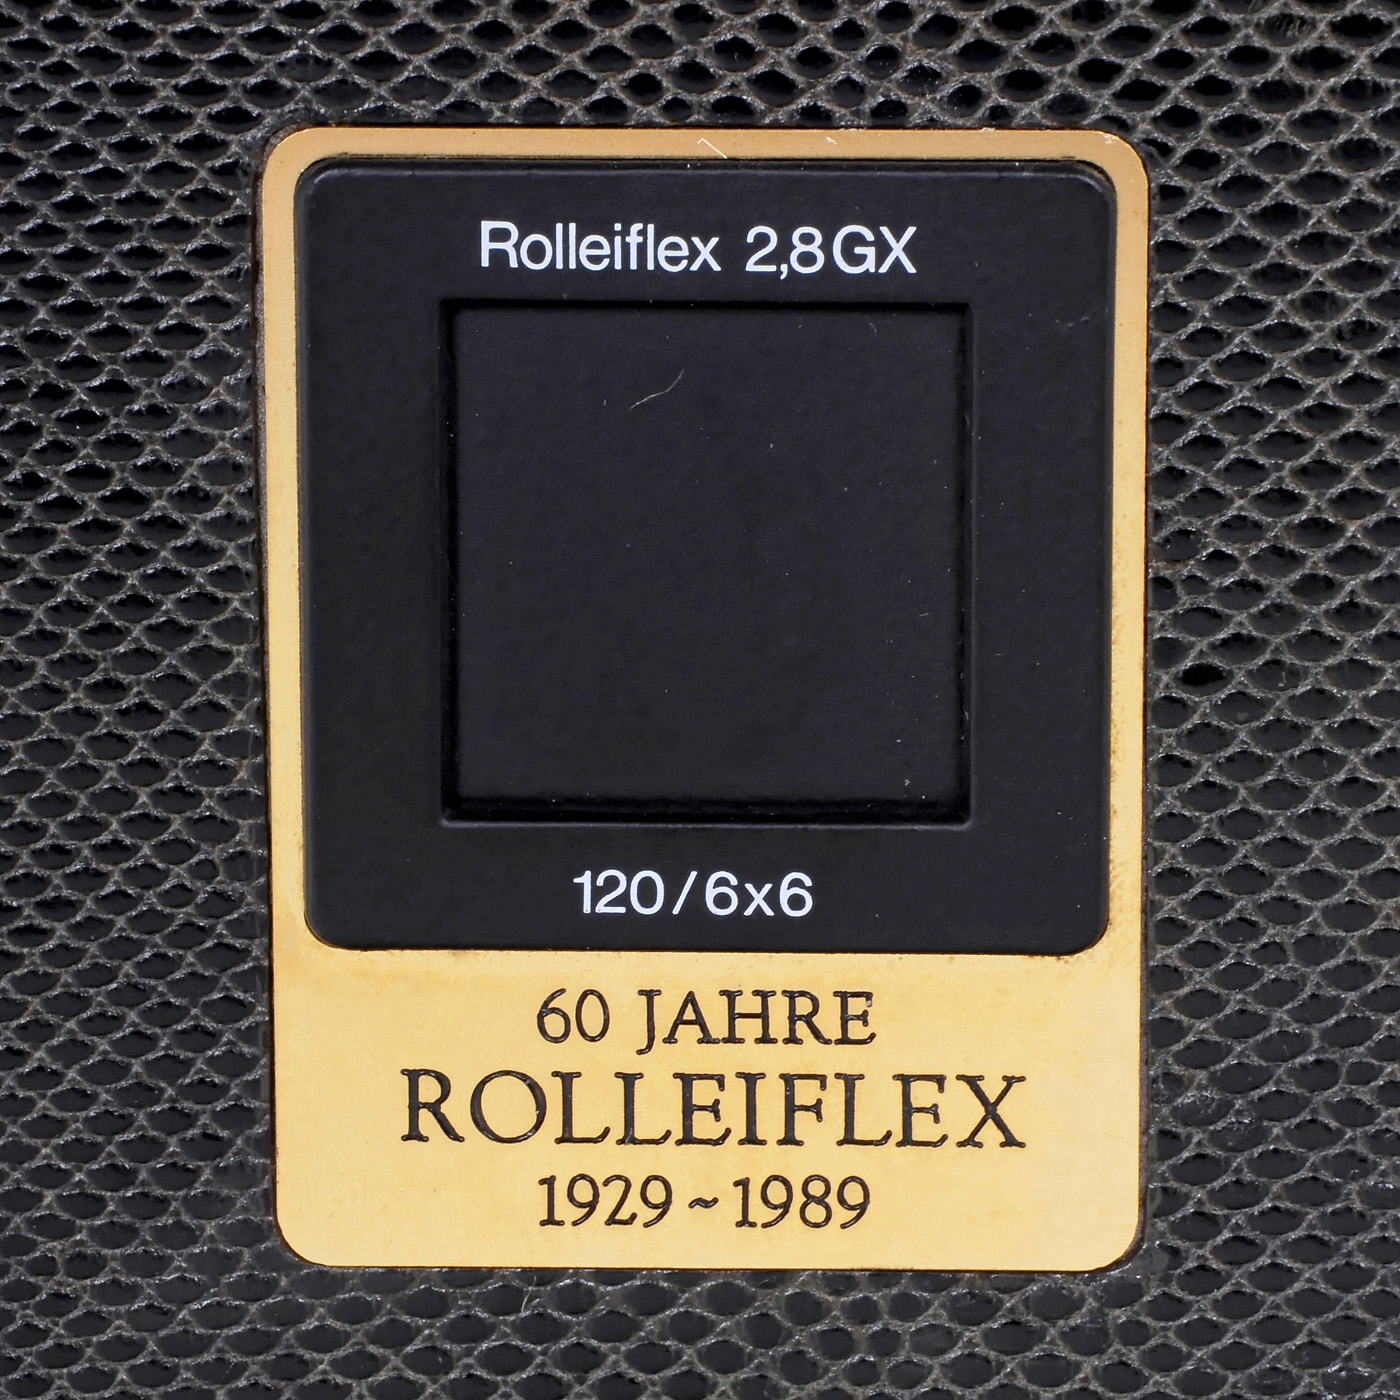 Rolleiflex 2,8GX
120/6x6
60 JAHRE
ROLLEIFLEX
1929~1989